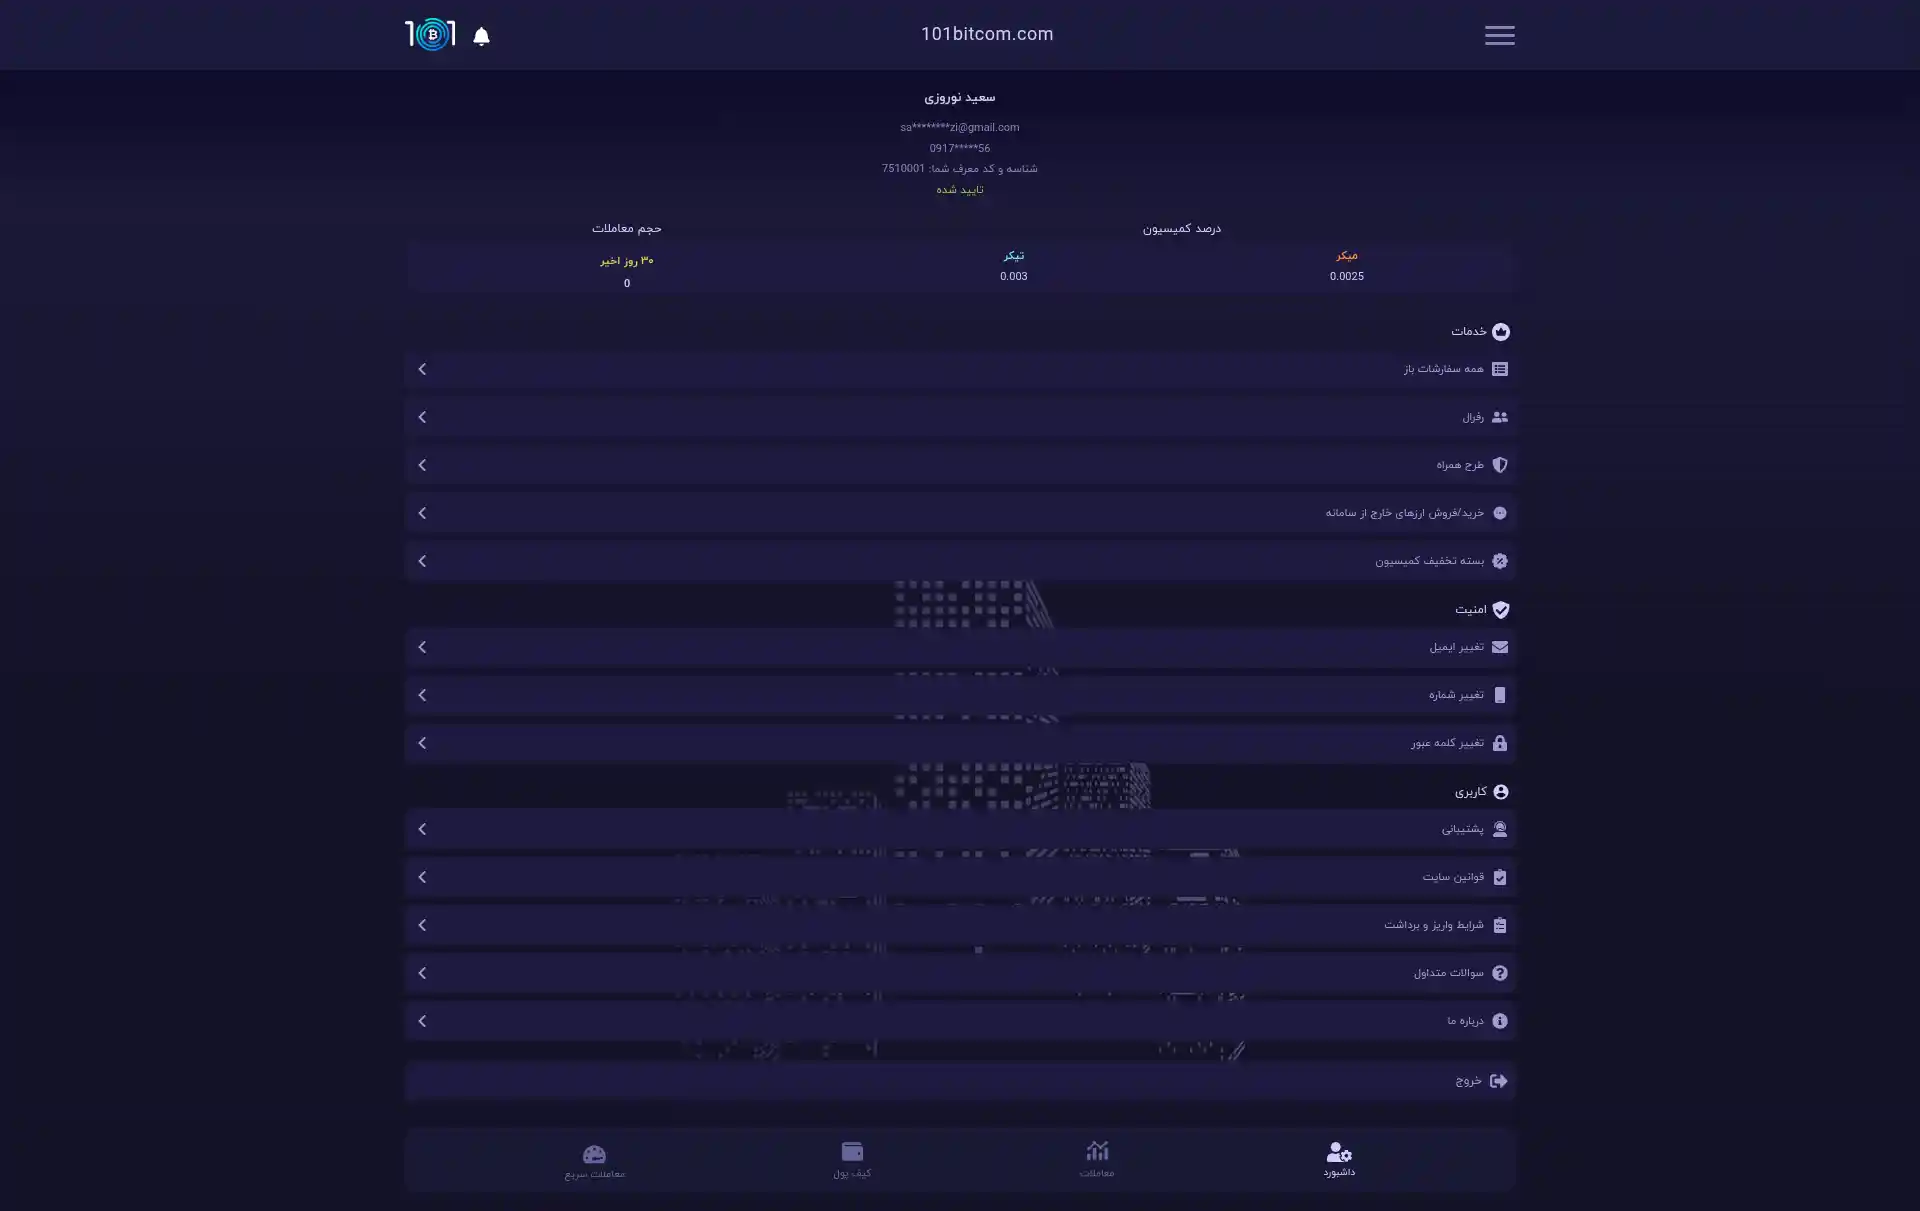 101
101bitcom.com
سعید نوروزی
sa********zi@gmail.com
0917*****56
شناسه و کد معرف شما: 7510001
تایید شده
درصد کمیسیون
حجم معاملات
میکر
تیکر
۳۰ روز اخیر
0.0025
0.003
0
خدمات
همه سفارشات باز
رفرال
طرح همراه
خرید/فروش ارزهای خارج از سامانه
بسته تخفیف کمیسیون
امنیت
تغییر ایمیل
تغییر شماره
تغییر کلمه عبور
کاربری
پشتیبانی
قوانین سایت
شرایط واریز و برداشت
سوالات متداول
درباره ما
خروج
داشبورد
معاملات
کیف پول
معاملات سریع